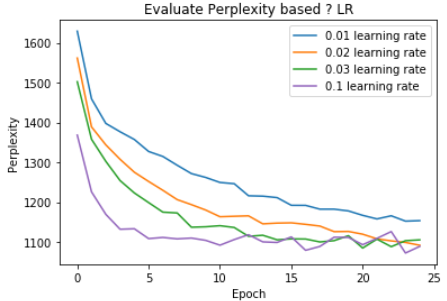 Evaluate Perplexity based ? LR
0.01 learning rate
0.02 learning rate
0.03 learning rate
0.1 learning rate
Perplexity
1600
1500
1400
1300
1200
1100
0
5
10
15
20
25
Epoch